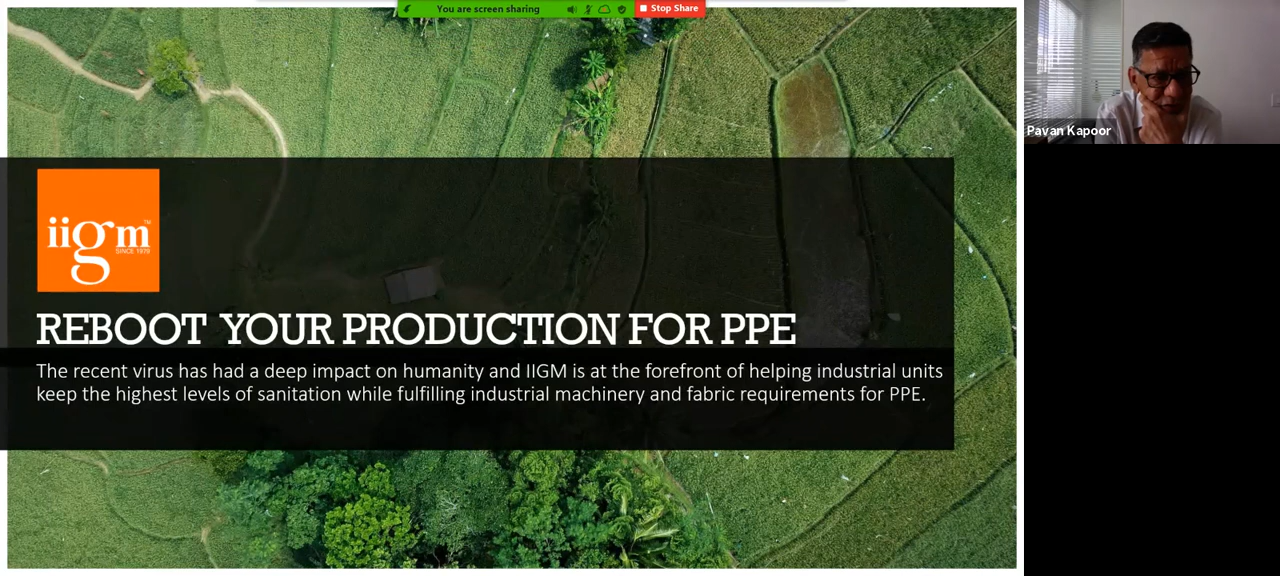 You are screen sharing
Stop Share
Pavan Kapoor
iigm
TM
SINCE 1979
REBOOT YOUR PRODUCTION FOR PPE
The recent virus has had a deep impact on humanity and IIGM is at the forefront of helping industrial units
keep the highest levels of sanitation while fulfilling industrial machinery and fabric requirements for PPE.